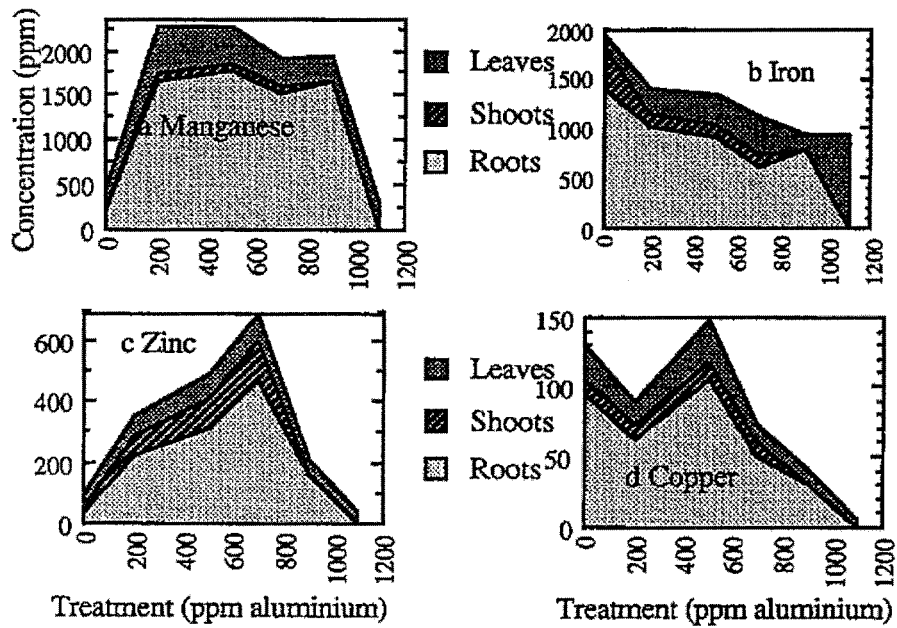 Concentration (ppm)
2000
1500
1000
500
0
a Manganese
0 200 400 600 800 1000 1200
Leaves
Shoots
Roots
2000
1500
1000
500
0
b Iron
0 200 400 600 800 1000 1200
600
400
200
0
c Zinc
0 200 400 600 800 1000 1200
Treatment (ppm aluminium)
Leaves
Shoots
Roots
150
100
50
0
d Copper
0 200 400 600 800 1000 1200
Treatment (ppm aluminium)